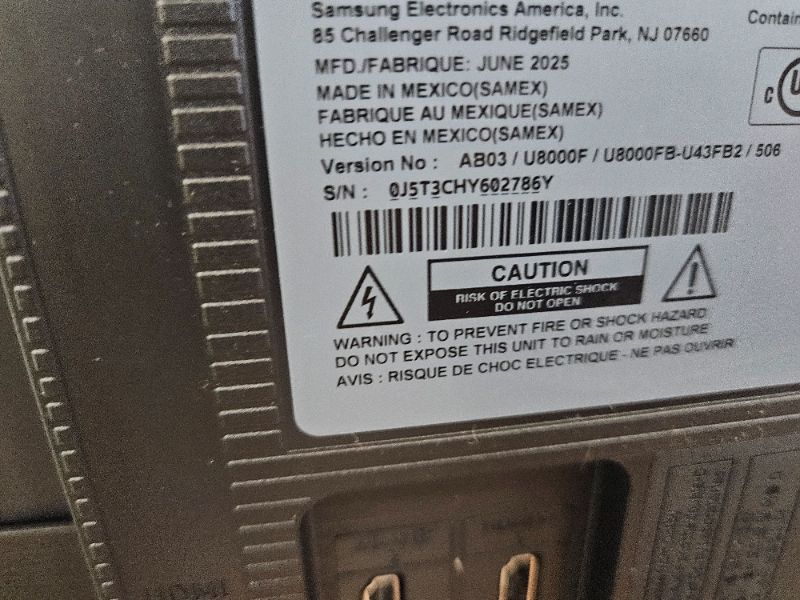 Samsung Electronics America, Inc.
85 Challenger Road Ridgefield Park, NJ 07660
Contain
MFD./FABRIQUE: JUNE 2025
MADE IN MEXICO(SAMEX)
FABRIQUE AU MEXIQUE(SAMEX)
HECHO EN MEXICO(SAMEX)
C U
Version No : AB03 / U8000F / U8000FB-U43FB2 / 506
S/N : 0J5T3CHY602786Y
CAUTION
RISK OF ELECTRIC SHOCK
DO NOT OPEN
WARNING : TO PREVENT FIRE OR SHOCK HAZARD
DO NOT EXPOSE THIS UNIT TO RAIN OR MOISTURE
AVIS : RISQUE DE CHOC ELECTRIQUE - NE PAS OUVRIR